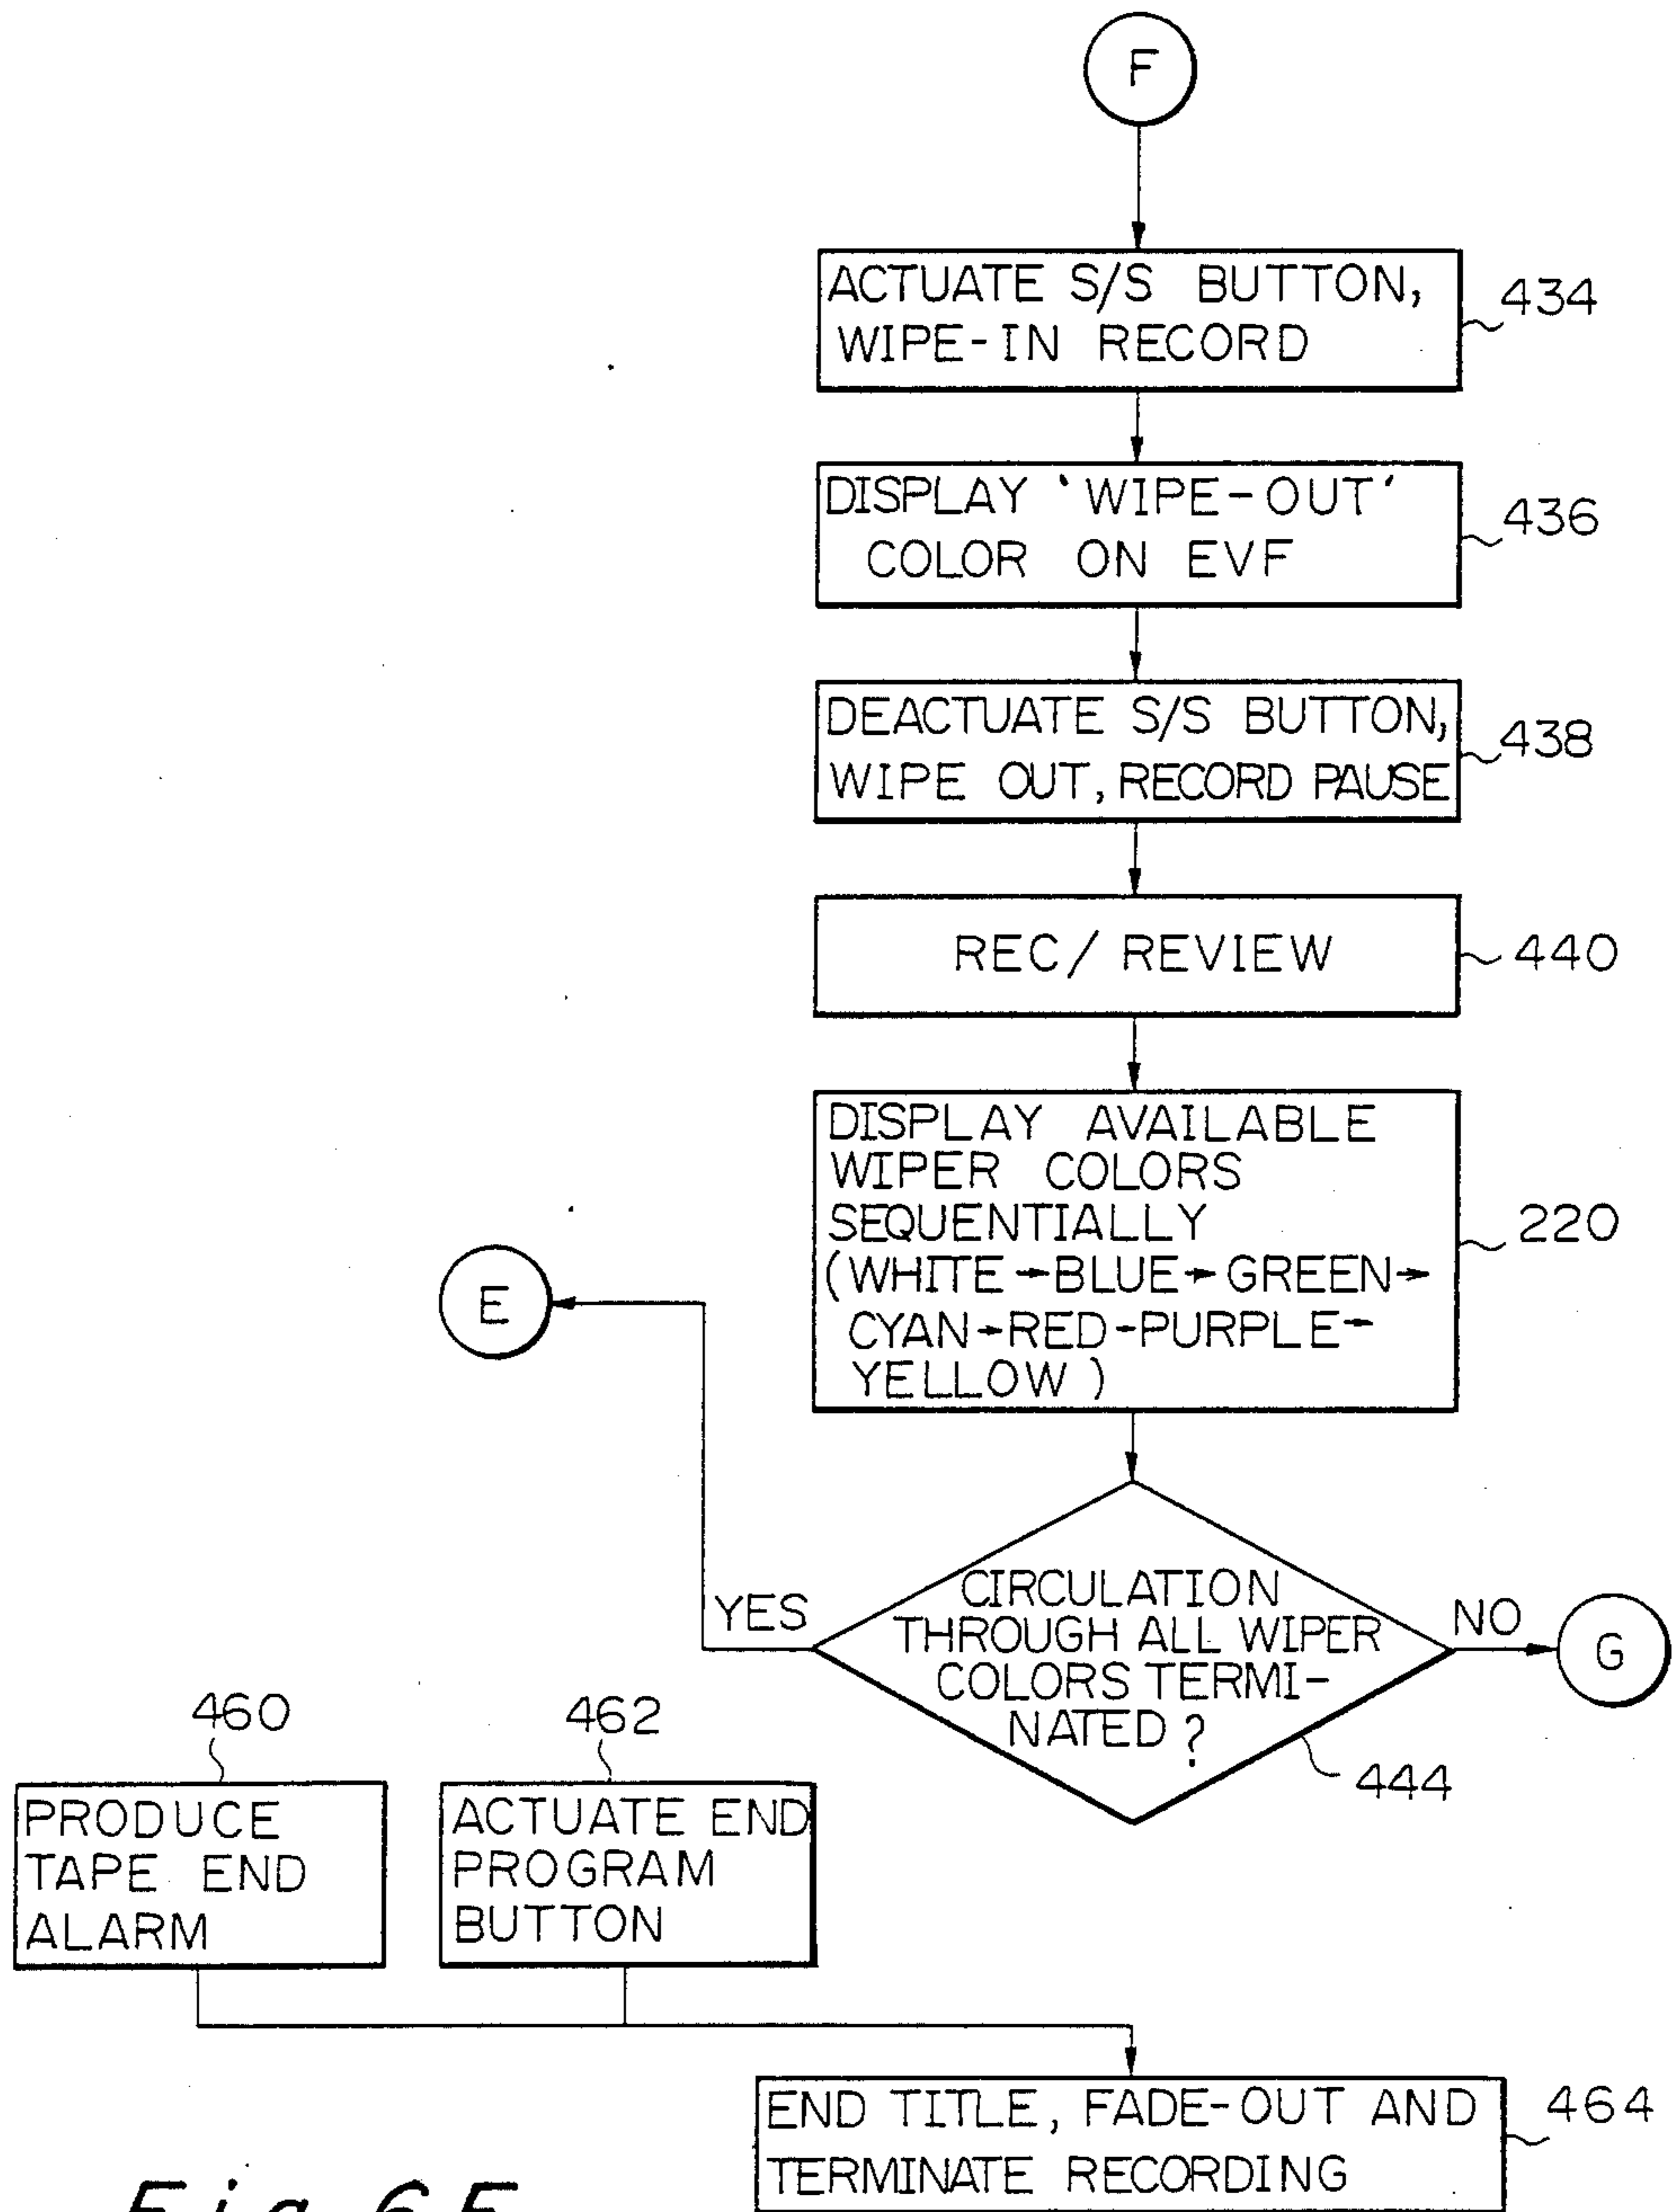 F
ACTUATE S/S BUTTON,
WIPE-IN RECORD
434
DISPLAY 'WIPE-OUT'
COLOR ON EVF
436
DEACTUATE S/S BUTTON,
WIPE OUT, RECORD PAUSE
438
REC/ REVIEW
440
DISPLAY AVAILABLE
WIPER COLORS
SEQUENTIALLY
(WHITE→BLUE→GREEN→
CYAN→RED→PURPLE→
YELLOW)
220
E
CIRCULATION
THROUGH ALL WIPER
COLORS TERMI-
NATED?
444
YES
NO
G
460
PRODUCE
TAPE END
ALARM
462
ACTUATE END
PROGRAM
BUTTON
END TITLE, FADE-OUT AND
TERMINATE RECORDING
464